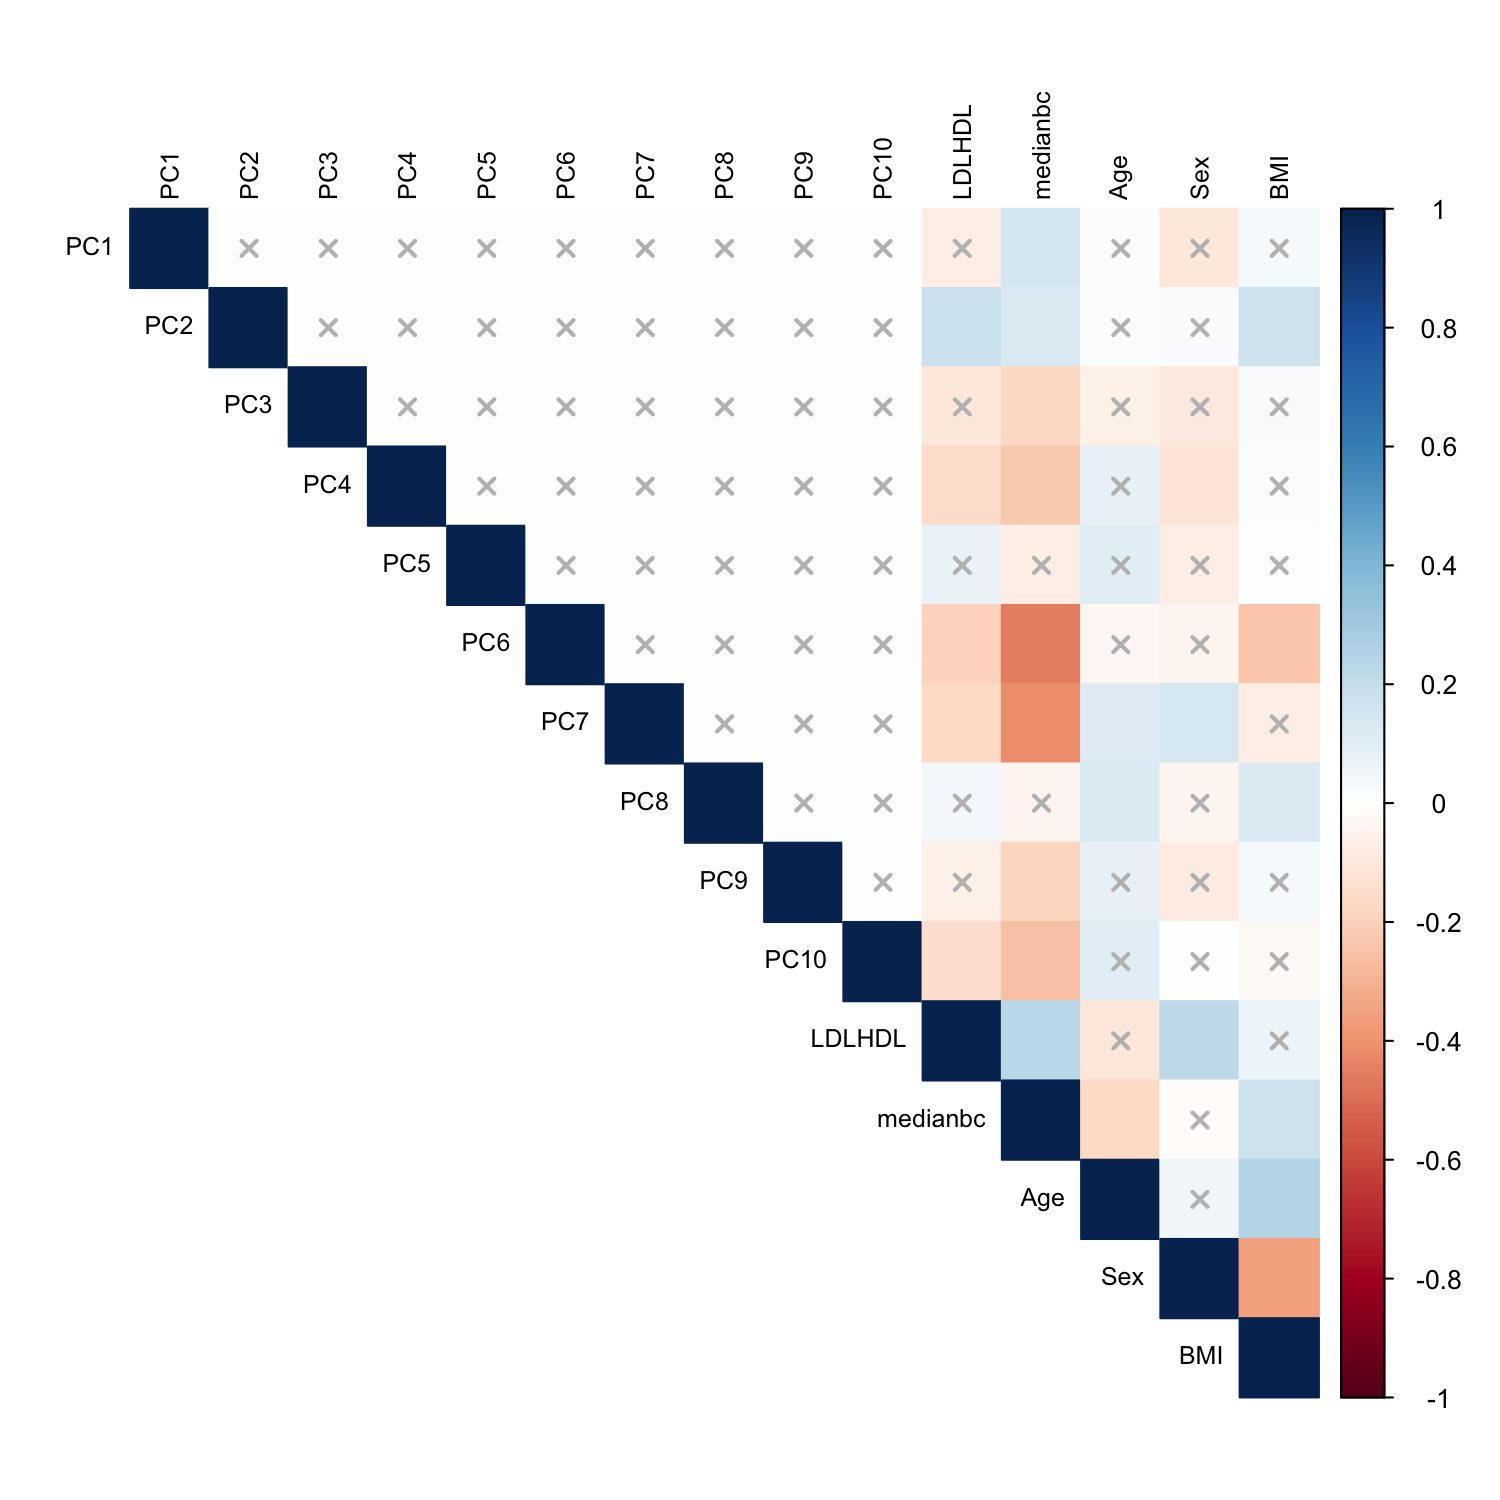 PC1 PC2 PC3 PC4 PC5 PC6 PC7 PC8 PC9 PC10 LDLHDL medianbc Age Sex BMI
PC1
PC2
PC3
PC4
PC5
PC6
PC7
PC8
PC9
PC10
LDLHDL
medianbc
Age
Sex
BMI
1
0.8
0.6
0.4
0.2
0
-0.2
-0.4
-0.6
-0.8
-1